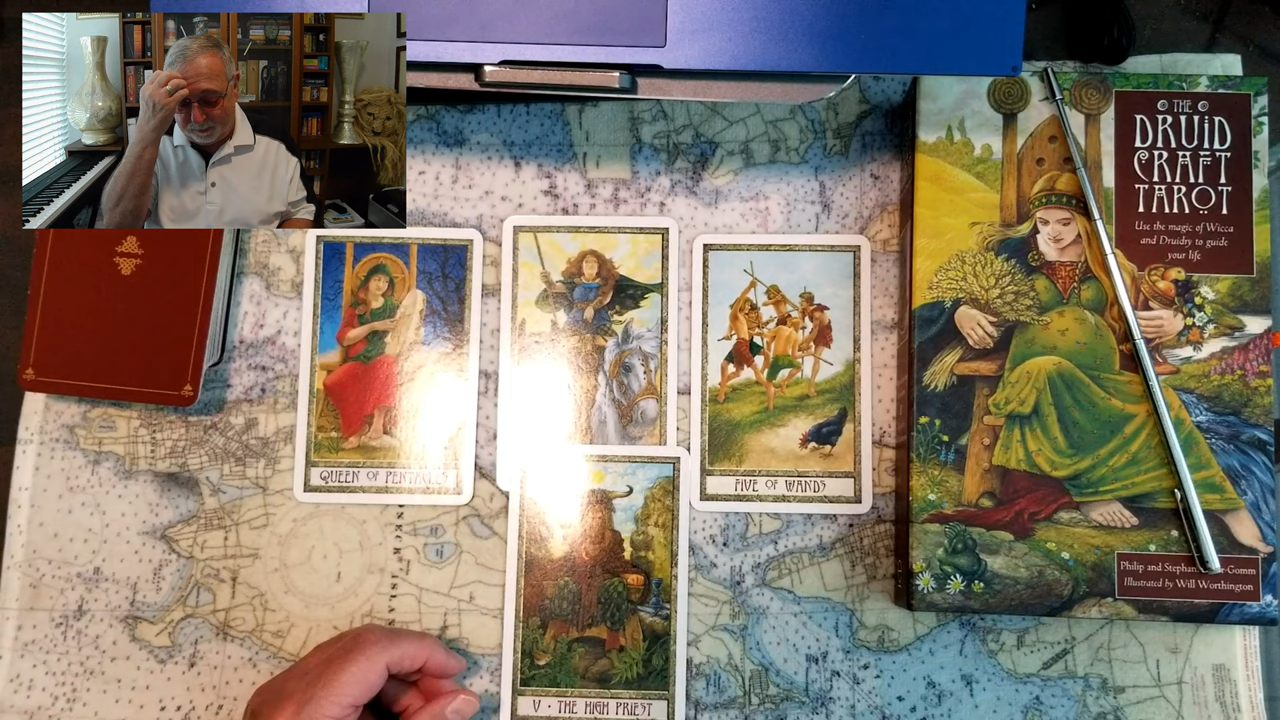 THE
DRUID
CRAFT
TAROT
Use the magic of Wicca
and Druidry to guide
your life
QUEEN OF PENTACLES
FIVE OF WANDS
V · THE HIGH PRIEST
Philip and
Illustrated by Will Worthington